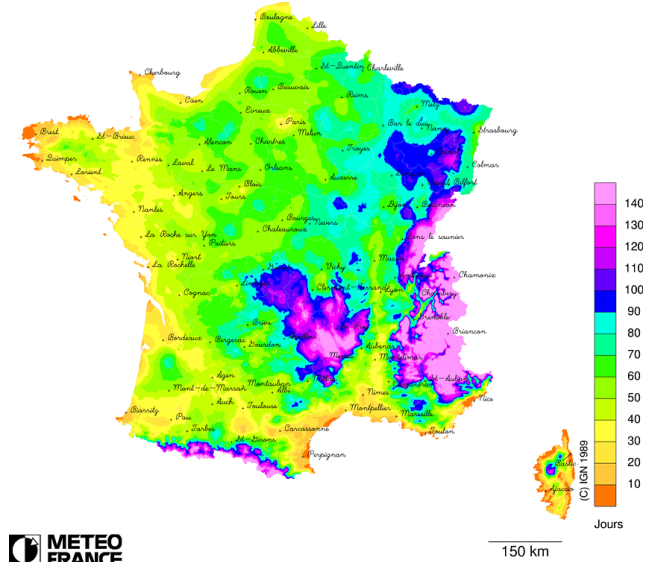 Boulogne
Lille
Abbeville
St-Quentin
Charleville
Cherbourg
Rouen
Beauvais
Reims
Metz
Caen
Evreux
Paris
Bar le duc
Nancy
Strasbourg
Brest
St-Brieuc
Melun
Alencon
Chartres
Troyes
Colmar
Quimper
Rennes
Laval
Le Mans
Orleans
Lorient
Auxerre
Belfort
Angers
Blois
Tours
Dijon
Besancon
Nantes
Bourges
Nevers
La Roche sur Yon
Chateauroux
Lons le saunier
Poitiers
Niort
Macon
La Rochelle
Vichy
Chamonix
Cognac
Clermont-Ferrand
Lyon
Chambery
Grenoble
Brive
Briancon
Bordeaux
Bergerac
Gourdon
Aubenas
Montelimar
Agen
Montauban
St-Auban
Mont-de-Marsan
Albi
Nimes
Nice
Biarritz
Auch
Toulouse
Montpellier
Marseille
Pau
Tarbes
Carcassonne
Toulon
St-Girons
Perpignan
Bastia
Ajaccio
140
130
120
110
100
90
80
70
60
50
40
30
20
10
Jours
(C) IGN 1989
150 km
METEO
FRANCE